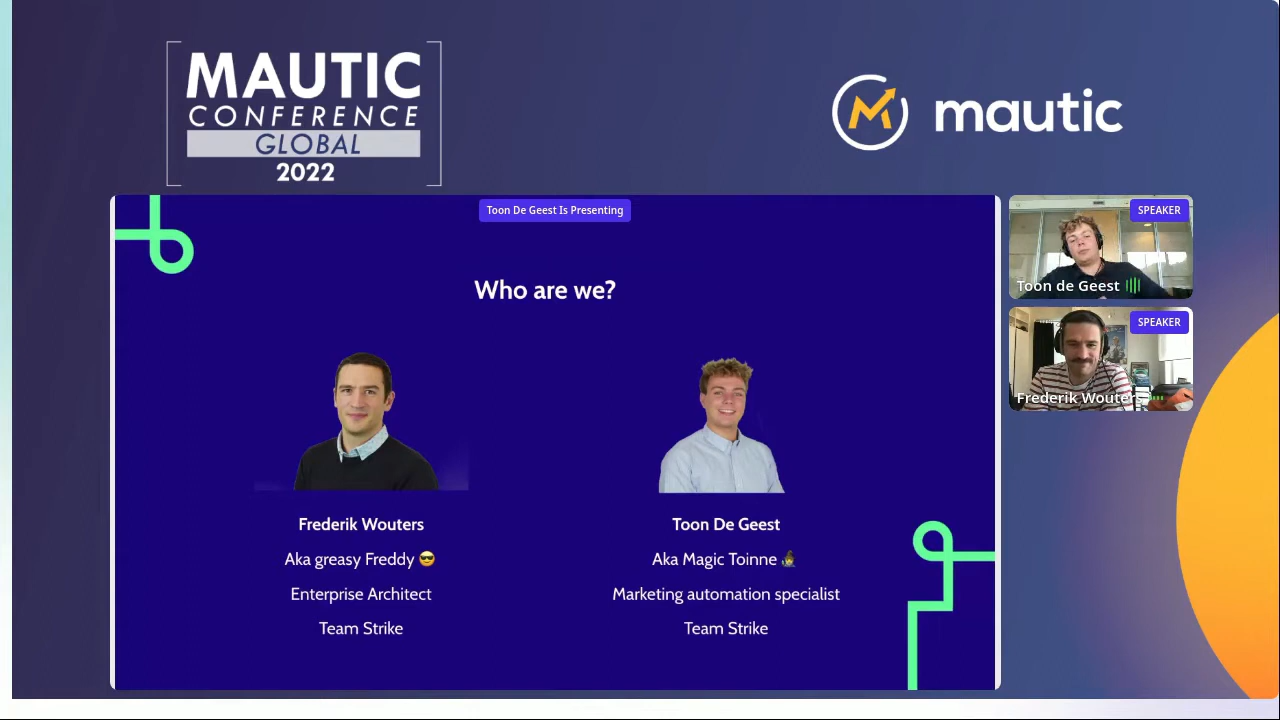 MAUTIC
CONFERENCE
GLOBAL
2022
mautic
Toon De Geest Is Presenting
SPEAKER
Toon de Geest
SPEAKER
Frederik Wouters
Who are we?
Frederik Wouters
Aka greasy Freddy 😎
Enterprise Architect
Team Strike
Toon De Geest
Aka Magic Toinne
Marketing automation specialist
Team Strike